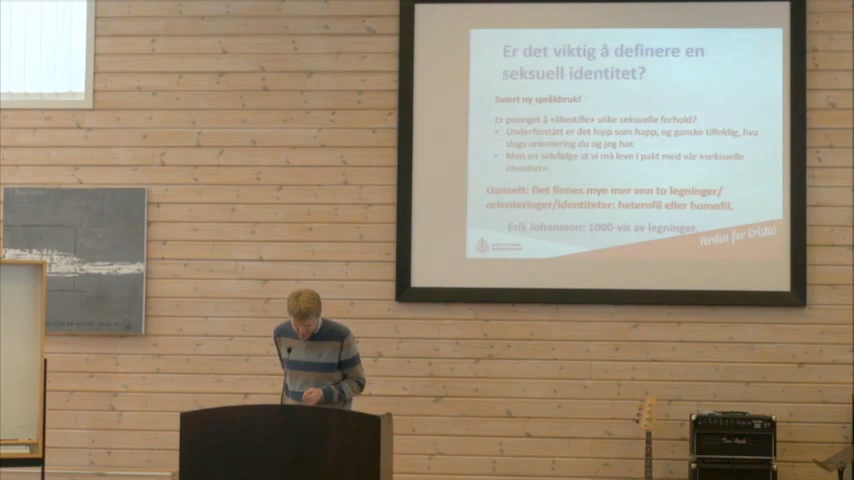 Er det viktig å definere en
seksuell identitet?
Svært ny språkbruk!
Er poenget å «likestille» ulike seksuelle forhold?
• Underforstått er det hipp som happ, og ganske tilfeldig, hva
slags orientering du og jeg har.
• Men en selvfølge at vi må leve i pakt med vår «seksuelle
identitet».
Uansett: Det finnes mye mer enn to legninger/
orienteringer/identiteter: heterofil eller homofil.
Erik Johansson: 1000-vis av legninger.
Verden for Kristus